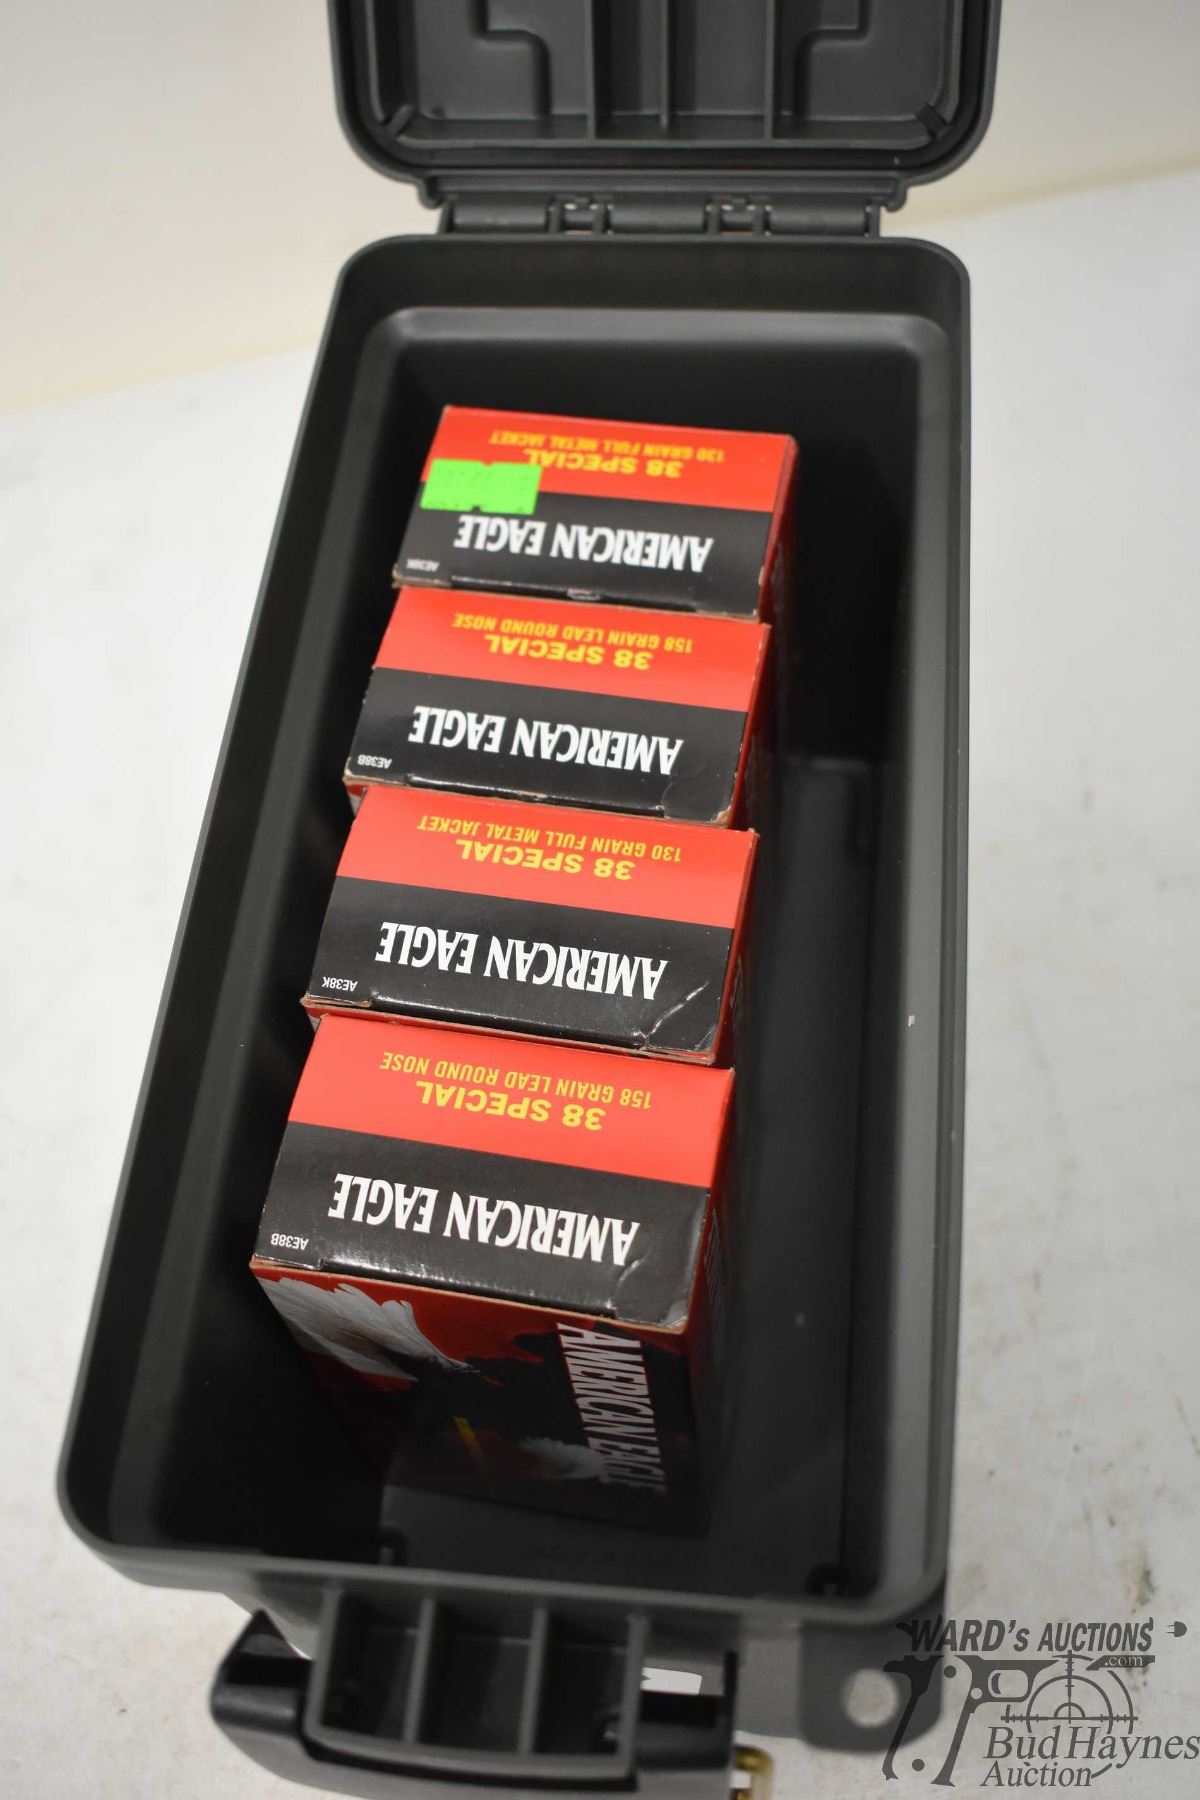 130 GRAIN FULL METAL JACKET
38 SPECIAL
AMERICAN EAGLE
AE38K
158 GRAIN LEAD ROUND NOSE
38 SPECIAL
AMERICAN EAGLE
AE38B
130 GRAIN FULL METAL JACKET
38 SPECIAL
AMERICAN EAGLE
AE38K
158 GRAIN LEAD ROUND NOSE
38 SPECIAL
AMERICAN EAGLE
AE38B
AMERICAN EAGLE
WARD's AUCTIONS
.com
Bud Haynes
Auction